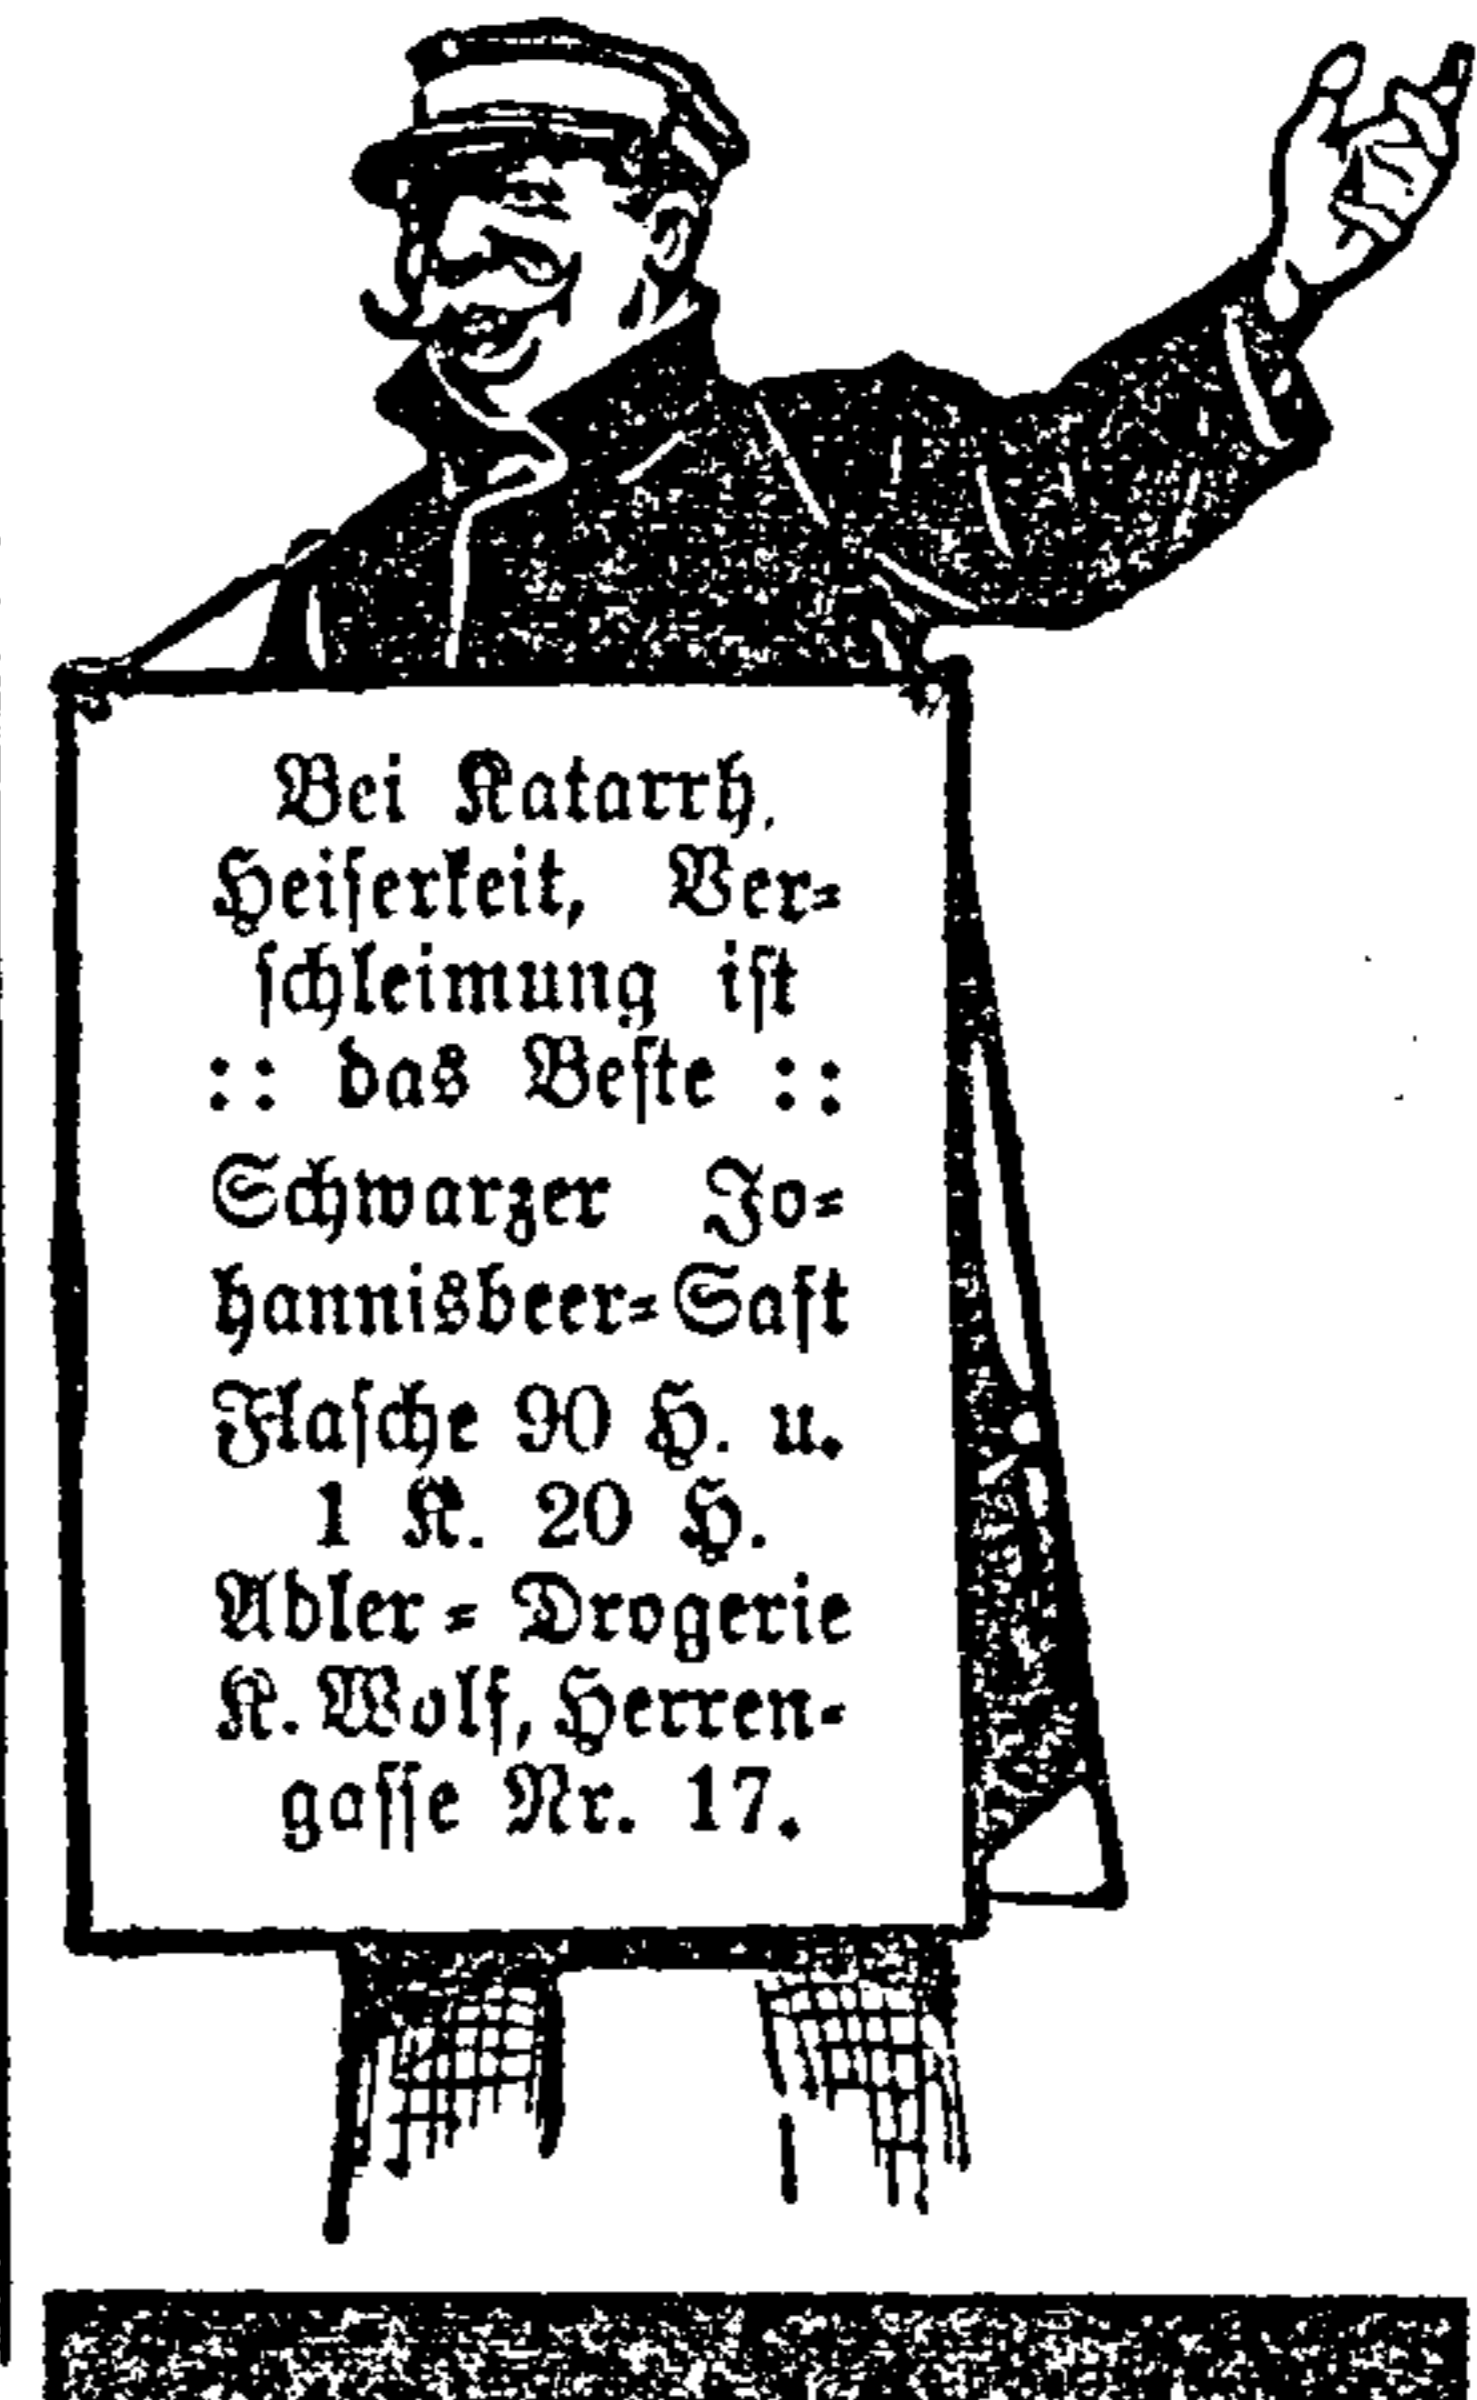 Bei Katarrh,
Heiserkeit, Ver-
schleimung ist
:: das Beste ::
Schwarzer Jo-
hannisbeer-Saft
Flasche 90 H. u.
1 K. 20 H.
Adler-Drogerie
K. Wolf, Herren-
gasse Nr. 17.